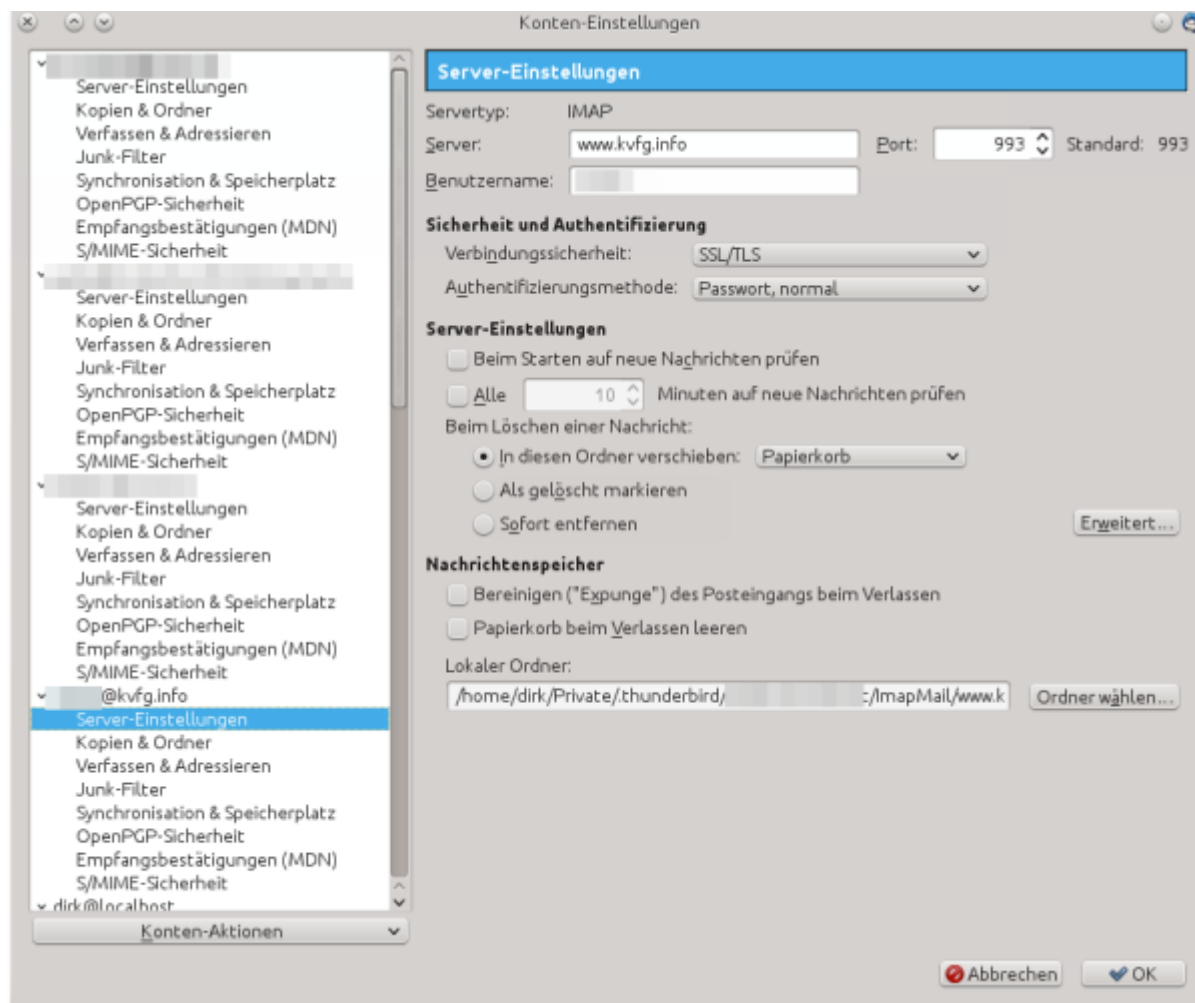 Konten-Einstellungen
Server-Einstellungen
Kopien & Ordner
Verfassen & Adressieren
Junk-Filter
Synchronisation & Speicherplatz
OpenPGP-Sicherheit
Empfangsbestätigungen (MDN)
S/MIME-Sicherheit
Server-Einstellungen
Kopien & Ordner
Verfassen & Adressieren
Junk-Filter
Synchronisation & Speicherplatz
OpenPGP-Sicherheit
Empfangsbestätigungen (MDN)
S/MIME-Sicherheit
Server-Einstellungen
Kopien & Ordner
Verfassen & Adressieren
Junk-Filter
Synchronisation & Speicherplatz
OpenPGP-Sicherheit
Empfangsbestätigungen (MDN)
S/MIME-Sicherheit
@kvfg.info
Server-Einstellungen
Kopien & Ordner
Verfassen & Adressieren
Junk-Filter
Synchronisation & Speicherplatz
OpenPGP-Sicherheit
Empfangsbestätigungen (MDN)
S/MIME-Sicherheit
dirk@localhost
Konten-Aktionen
Server-Einstellungen
Servertyp: IMAP
Server: www.kvfg.info Port: 993 Standard: 993
Benutzername:
Sicherheit und Authentifizierung
Verbindungssicherheit: SSL/TLS
Authentifizierungsmethode: Passwort, normal
Server-Einstellungen
Beim Starten auf neue Nachrichten prüfen
Alle 10 Minuten auf neue Nachrichten prüfen
Beim Löschen einer Nachricht:
In diesen Ordner verschieben: Papierkorb
Als gelöscht markieren
Sofort entfernen
Erweitert...
Nachrichtenspeicher
Bereinigen ("Expunge") des Posteingangs beim Verlassen
Papierkorb beim Verlassen leeren
Lokaler Ordner:
/home/dirk/Private/.thunderbird/ :/ImapMail/www.k Ordner wählen...
Abbrechen OK